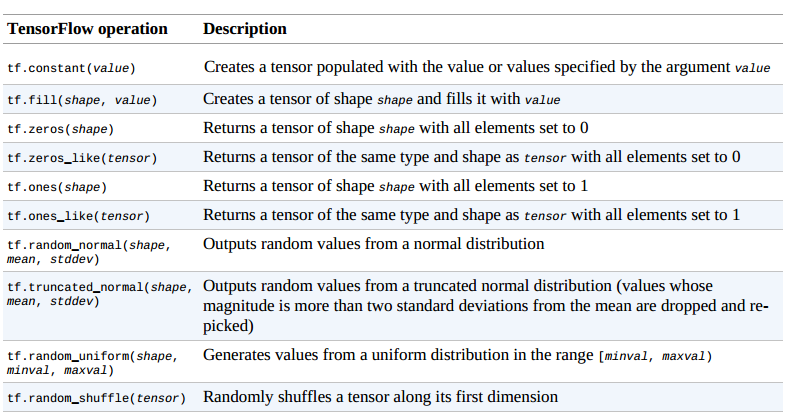 TensorFlow operation Description
tf.constant(value) Creates a tensor populated with the value or values specified by the argument value
tf.fill(shape, value) Creates a tensor of shape shape and fills it with value
tf.zeros(shape) Returns a tensor of shape shape with all elements set to 0
tf.zeros_like(tensor) Returns a tensor of the same type and shape as tensor with all elements set to 0
tf.ones(shape) Returns a tensor of shape shape with all elements set to 1
tf.ones_like(tensor) Returns a tensor of the same type and shape as tensor with all elements set to 1
tf.random_normal(shape, Outputs random values from a normal distribution
mean, stddev)
tf.truncated_normal(shape, Outputs random values from a truncated normal distribution (values whose
mean, stddev) magnitude is more than two standard deviations from the mean are dropped and re-
picked)
tf.random_uniform(shape, Generates values from a uniform distribution in the range [minval, maxval)
minval, maxval)
tf.random_shuffle(tensor) Randomly shuffles a tensor along its first dimension